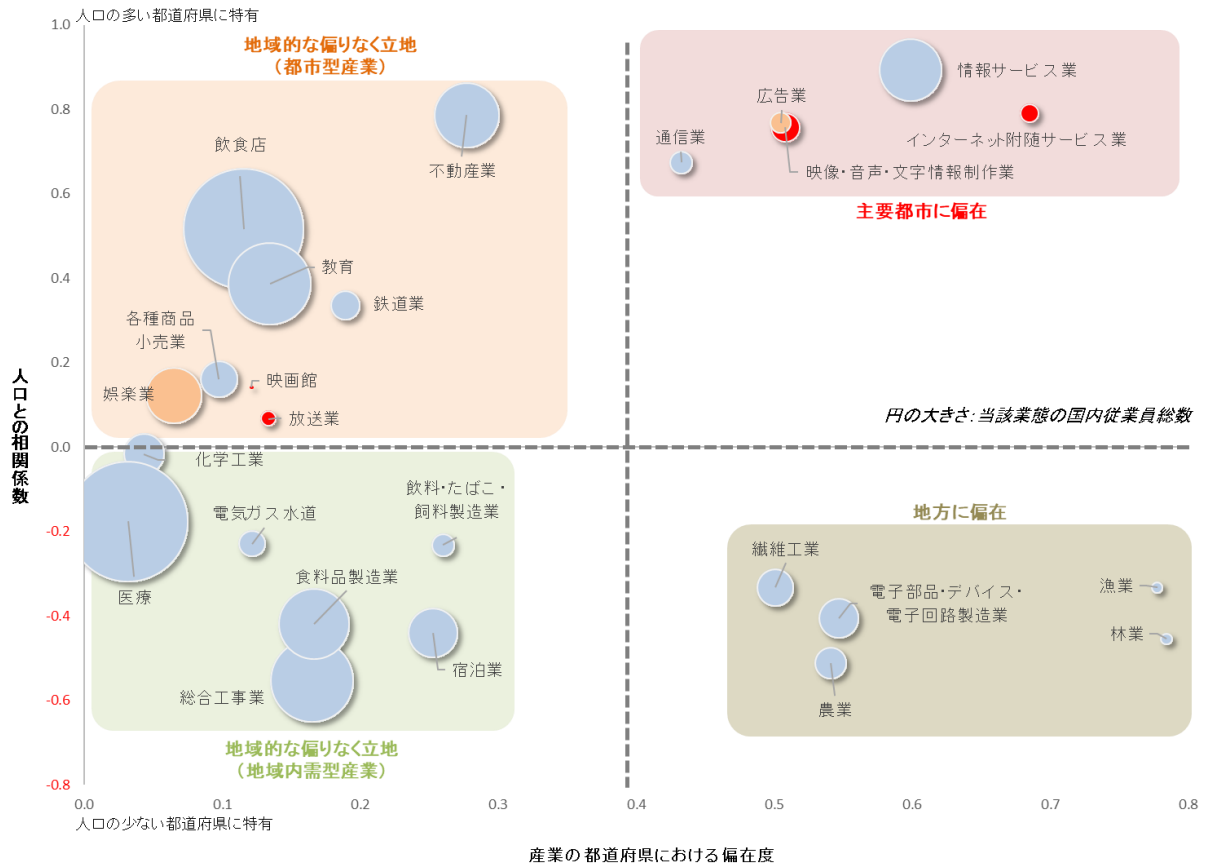 人口の多い都道府県に特有
1.0
0.8
0.6
0.4
0.2
0.0
-0.2
-0.4
-0.6
-0.8
人口との相関係数
地域的な偏りなく立地
（都市型産業）
飲食店
不動産業
教育
鉄道業
各種商品
小売業
映画館
娯楽業
放送業
情報サービス業
広告業
通信業
インターネット附随サービス業
映像・音声・文字情報制作業
主要都市に偏在
円の大きさ：当該業態の国内従業員総数
化学工業
電気ガス水道
飲料・たばこ・
飼料製造業
食料品製造業
医療
宿泊業
総合工事業
地域的な偏りなく立地
（地域内需型産業）
地方に偏在
繊維工業
電子部品・デバイス・
電子回路製造業
漁業
林業
農業
0.0
0.1
0.2
0.3
0.4
0.5
0.6
0.7
0.8
人口の少ない都道府県に特有
産業の都道府県における偏在度